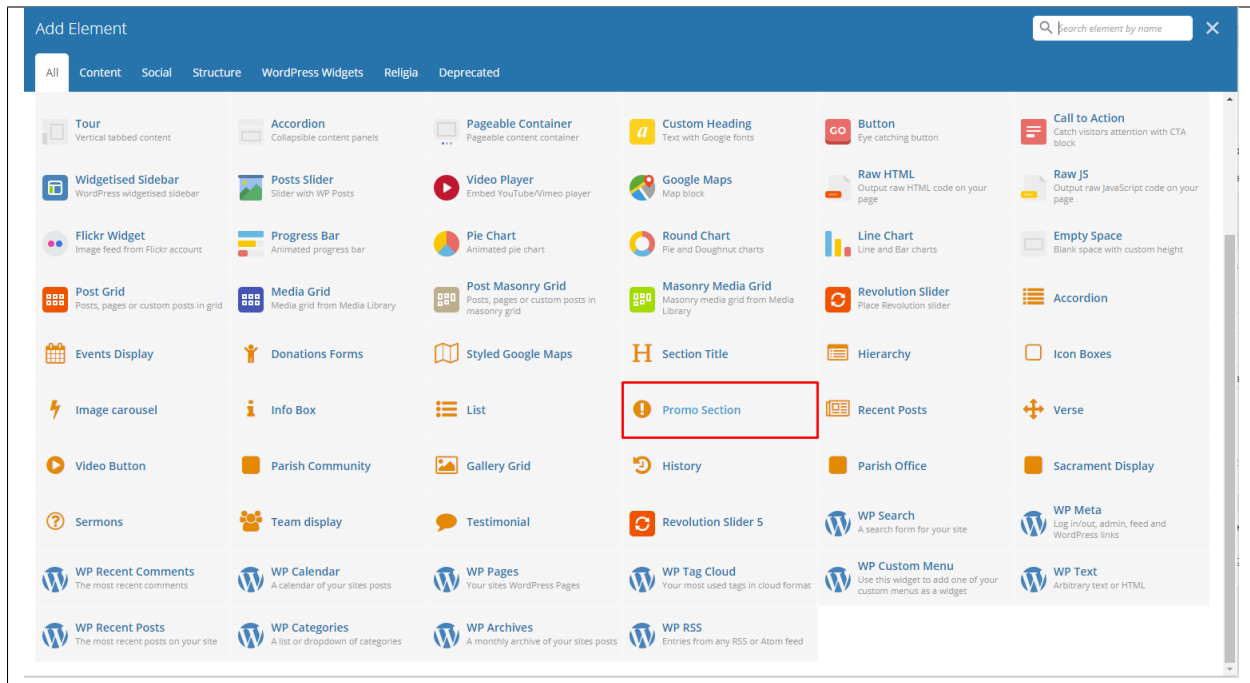 Add Element
Search element by name
All Content Social Structure WordPress Widgets Religia Deprecated
Tour
Vertical tabbed content
Accordion
Collapsible content panels
Pageable Container
Pageable content container
a
Custom Heading
Text with Google fonts
GO
Button
Eye catching button
Call to Action
Catch visitors attention with CTA
block
Widgetised Sidebar
WordPress widgetised sidebar
Posts Slider
Slider with WP Posts
Video Player
Embed YouTube/Vimeo player
Google Maps
Map block
Raw HTML
Output raw HTML code on your
page
Raw JS
Output raw JavaScript code on your
page
Flickr Widget
Image feed from Flickr account
Progress Bar
Animated progress bar
Pie Chart
Animated pie chart
Round Chart
Pie and Doughnut charts
Line Chart
Line and Bar charts
Empty Space
Blank space with custom height
Post Grid
Posts, pages or custom posts in grid
Media Grid
Media grid from Media Library
Post Masonry Grid
Posts, pages or custom posts in
masonry grid
Masonry Media Grid
Masonry media grid from Media
Library
Revolution Slider
Place Revolution slider
Accordion
Events Display
Donations Forms
Styled Google Maps
H
Section Title
Hierarchy
Icon Boxes
Image carousel
i
Info Box
List
Promo Section
Recent Posts
Verse
Video Button
Parish Community
Gallery Grid
History
Parish Office
Sacrament Display
?
Sermons
Team display
Testimonial
Revolution Slider 5
WP Search
A search form for your site
WP Meta
Log in/out, admin, feed and
WordPress links
WP Recent Comments
The most recent comments
WP Calendar
A calendar of your sites posts
WP Pages
Your sites WordPress Pages
WP Tag Cloud
Your most used tags in cloud format
WP Custom Menu
Use this widget to add one of your
custom menus as a widget
WP Text
Arbitrary text or HTML
WP Recent Posts
The most recent posts on your site
WP Categories
A list or dropdown of categories
WP Archives
A monthly archive of your sites posts
WP RSS
Entries from any RSS or Atom feed